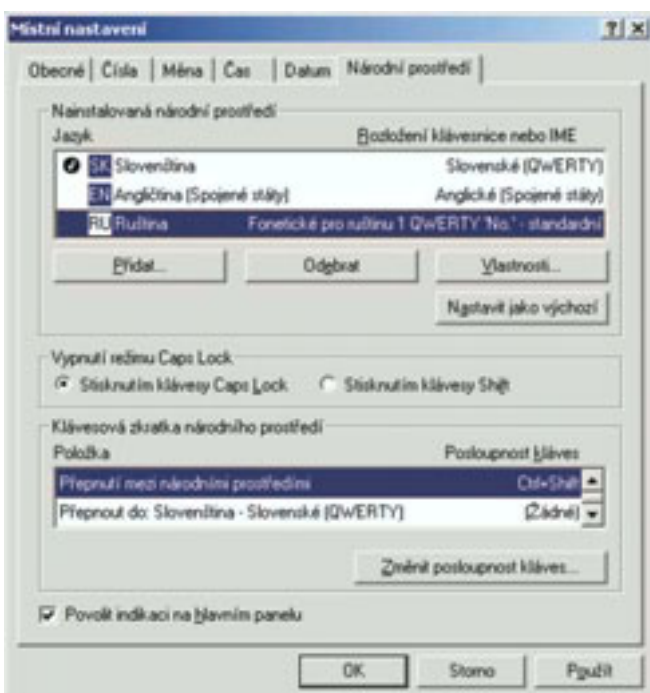 Místní nastavení
Obecné Čísla Měna Čas Datum Národní prostředí
Nainstalovaná národní prostředí
Jazyk Rozložení klávesnice nebo IME
SK Slovenština Slovenské (QWERTY)
EN Angličtina (Spojené státy) Anglické (Spojené státy)
RU Ruština Fonetické pro ruštinu 1 QWERTY 'No.' - standardní
Přidat... Odebrat Vlastnosti...
Nastavit jako výchozí
Vypnutí režimu Caps Lock
Stisknutím klávesy Caps Lock Stisknutím klávesy Shift
Klávesová zkratka národního prostředí
Položka Posloupnost kláves
Přepnutí mezi národními prostředími Ctrl+Shift
Přepnout do: Slovenština - Slovenské (QWERTY) (Žádné)
Změnit posloupnost kláves...
Povolit indikaci na hlavním panelu
OK Storno Použít